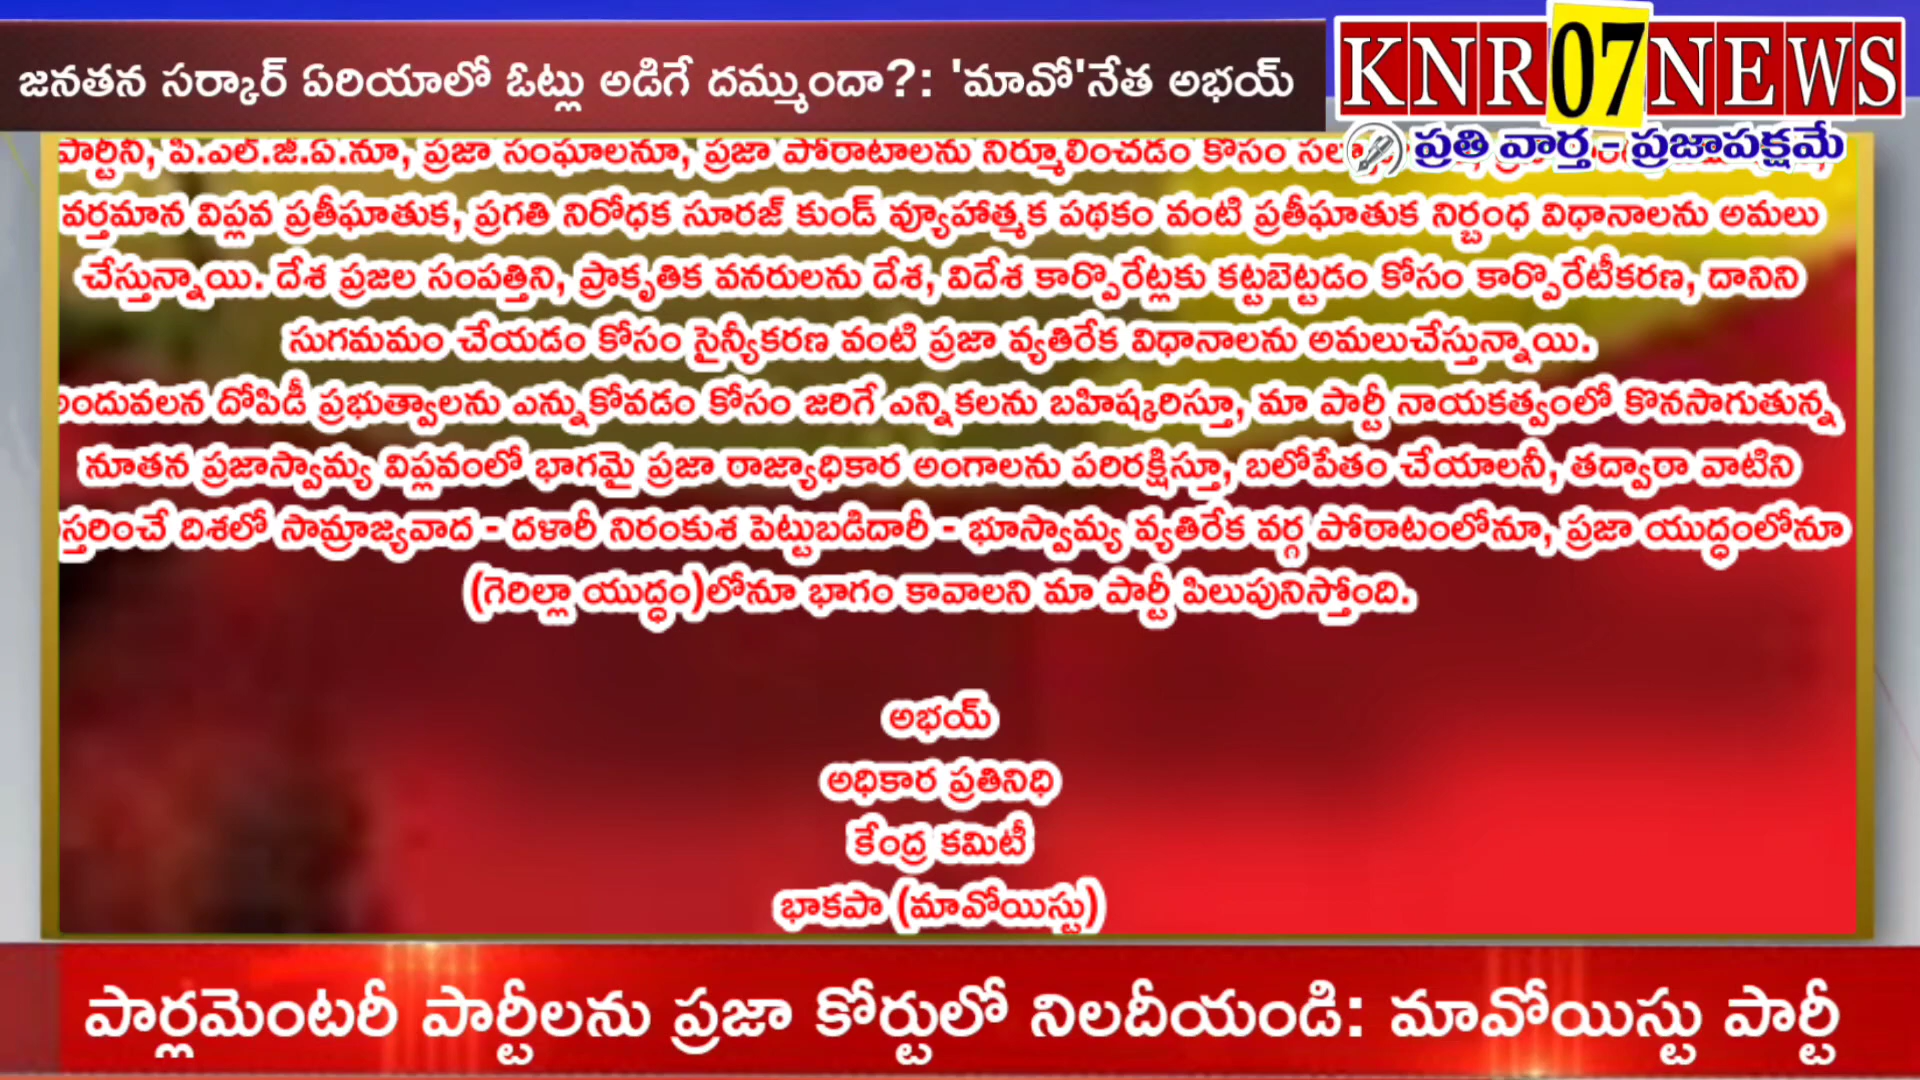 జనతన సర్కార్ ఏరియాలో ఓట్లు అడిగే దమ్ముందా?: 'మావో'నేత అభయ్
KNR07NEWS
ప్రతి వార్త - ప్రజాపక్షమే
పార్టీని, పి.ఎల్.జీ.ఏ.నూ, ప్రజా సంఘాలనూ, ప్రజా పోరాటాలను నిర్మూలించడం కొసం
వర్తమాన విప్లవ ప్రతీఘాతుక, ప్రగతి నిరోధక సూరజ్ కుండ్ వ్యూహాత్మక పథకం వంటి ప్రతీఘాతుక నిర్బంధ విధానాలను అమలు
చేస్తున్నాయి. దేశ ప్రజల సంపత్తిని, ప్రాకృతిక వనరులను దేశ, విదేశ కార్పొరేట్లకు కట్టబెట్టడం కోసం కార్పొరేటీకరణ, దానిని
సుగమమం చేయడం కోసం సైన్యీకరణ వంటి ప్రజా వ్యతిరేక విధానాలను అమలుచేస్తున్నాయి.
అందువలన దోపిడీ ప్రభుత్వాలను ఎన్నుకోవడం కోసం జరిగే ఎన్నికలను బహిష్కరిస్తూ, మా పార్టీ నాయకత్వంలో కొనసాగుతున్న
నూతన ప్రజాస్వామ్య విప్లవంలో భాగమై ప్రజా రాజ్యాధికార అంగాలను పరిరక్షిస్తూ, బలోపేతం చేయాలనీ, తద్వారా వాటిని
స్తరించే దిశలో సామ్రాజ్యవాద - దళారీ నిరంకుశ పెట్టుబడిదారీ - భూస్వామ్య వ్యతిరేక వర్గ పోరాటంలోనూ, ప్రజా యుద్ధంలోనూ
(గెరిల్లా యుద్ధం)లోనూ భాగం కావాలని మా పార్టీ పిలుపునిస్తోంది.
అభయ్
అధికార ప్రతినిధి
కేంద్ర కమిటీ
భాకపా (మావోయిస్టు)
పార్లమెంటరీ పార్టీలను ప్రజా కోర్టులో నిలదీయండి: మావోయిస్టు పార్టీ